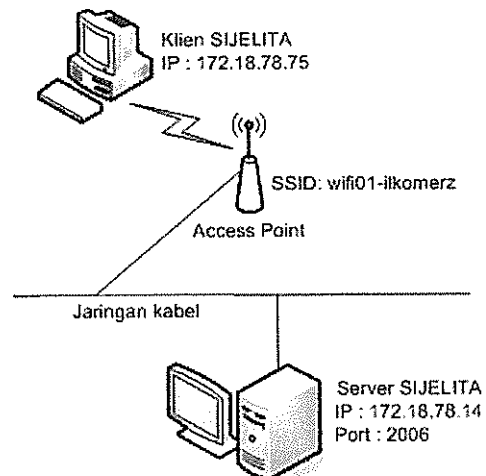 Klien SIJELITA
IP : 172.18.78.75
SSID: wifi01-ilkomerz
Access Point
Jaringan kabel
Server SIJELITA
IP : 172.18.78.14
Port : 2006